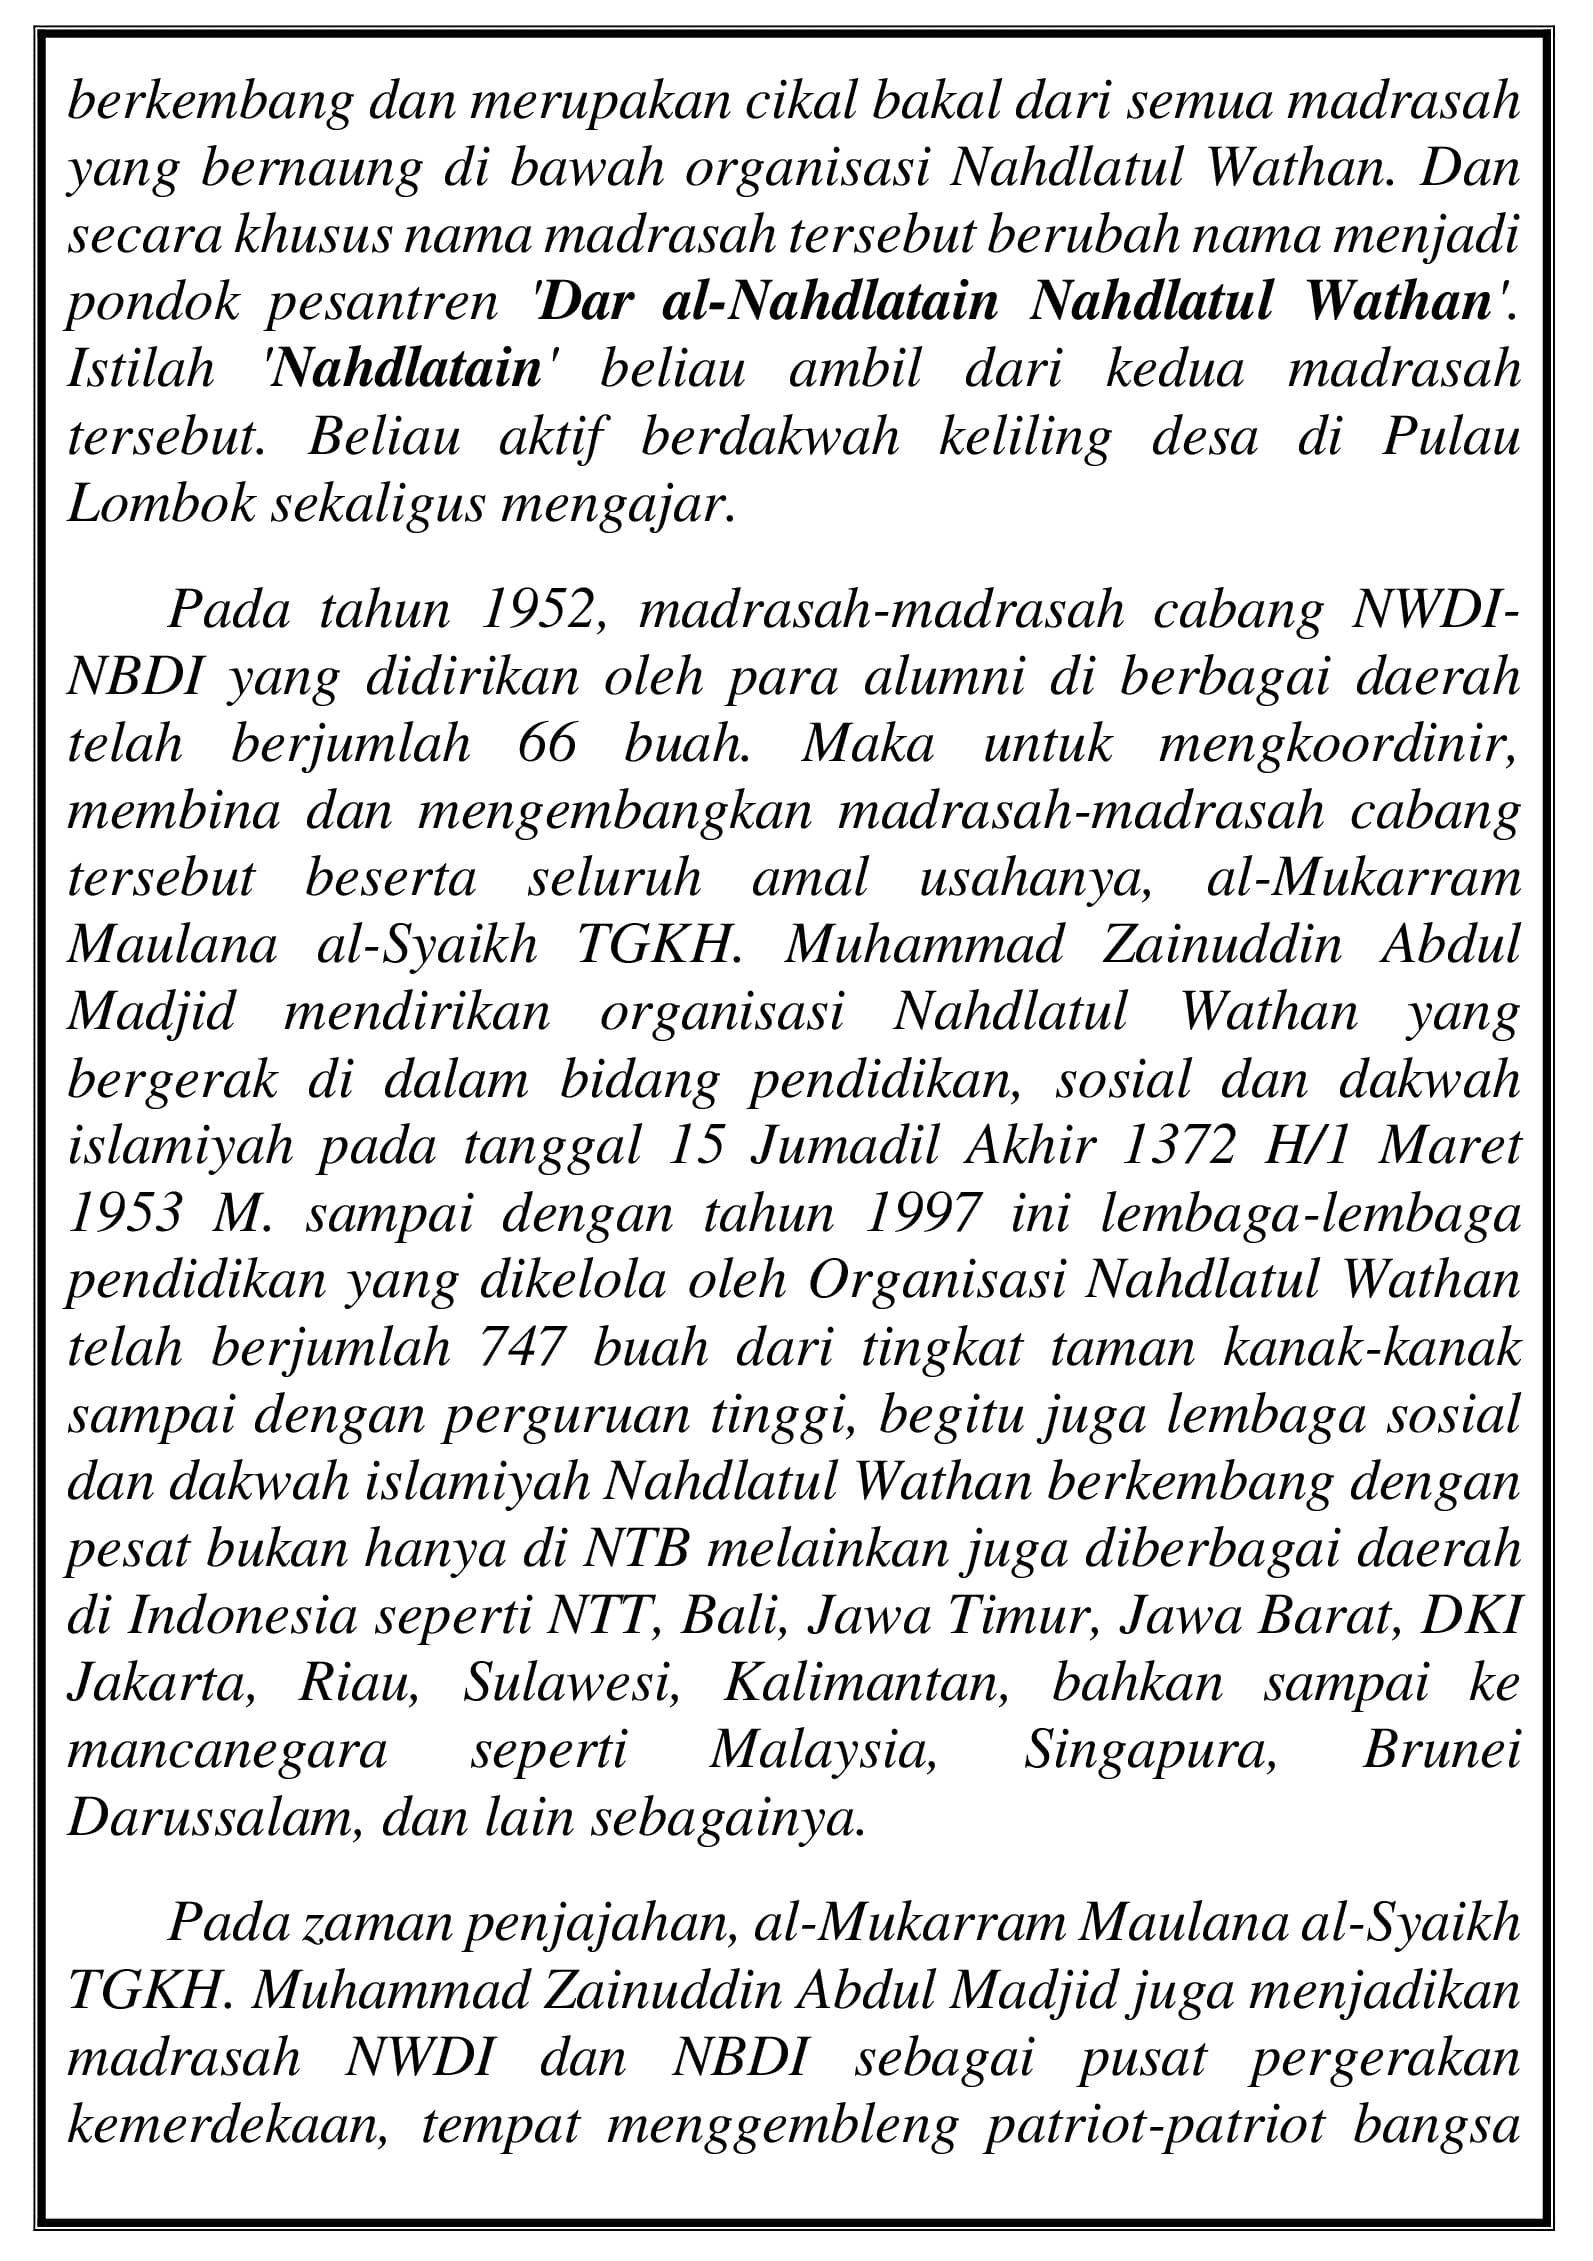 berkembang dan merupakan cikal bakal dari semua madrasah
yang bernaung di bawah organisasi Nahdlatul Wathan. Dan
secara khusus nama madrasah tersebut berubah nama menjadi
pondok pesantren 'Dar al-Nahdlatain Nahdlatul Wathan'.
Istilah 'Nahdlatain' beliau ambil dari kedua madrasah
tersebut. Beliau aktif berdakwah keliling desa di Pulau
Lombok sekaligus mengajar.
Pada tahun 1952, madrasah-madrasah cabang NWDI-
NBDI yang didirikan oleh para alumni di berbagai daerah
telah berjumlah 66 buah. Maka untuk mengkoordinir,
membina dan mengembangkan madrasah-madrasah cabang
tersebut beserta seluruh amal usahanya, al-Mukarram
Maulana al-Syaikh TGKH. Muhammad Zainuddin Abdul
Madjid mendirikan organisasi Nahdlatul Wathan yang
bergerak di dalam bidang pendidikan, sosial dan dakwah
islamiyah pada tanggal 15 Jumadil Akhir 1372 H/1 Maret
1953 M. sampai dengan tahun 1997 ini lembaga-lembaga
pendidikan yang dikelola oleh Organisasi Nahdlatul Wathan
telah berjumlah 747 buah dari tingkat taman kanak-kanak
sampai dengan perguruan tinggi, begitu juga lembaga sosial
dan dakwah islamiyah Nahdlatul Wathan berkembang dengan
pesat bukan hanya di NTB melainkan juga diberbagai daerah
di Indonesia seperti NTT, Bali, Jawa Timur, Jawa Barat, DKI
Jakarta, Riau, Sulawesi, Kalimantan, bahkan sampai ke
mancanegara seperti Malaysia, Singapura, Brunei
Darussalam, dan lain sebagainya.
Pada zaman penjajahan, al-Mukarram Maulana al-Syaikh
TGKH. Muhammad Zainuddin Abdul Madjid juga menjadikan
madrasah NWDI dan NBDI sebagai pusat pergerakan
kemerdekaan, tempat menggembleng patriot-patriot bangsa